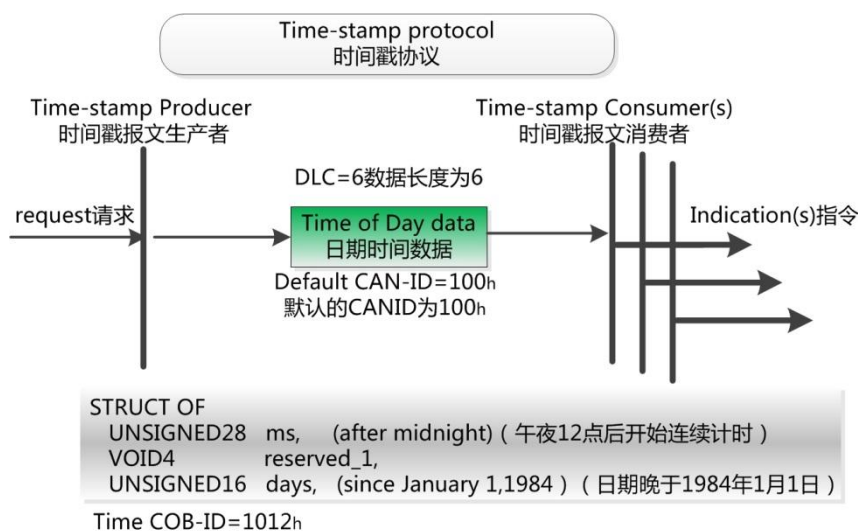 Time-stamp protocol
时间戳协议
Time-stamp Producer
时间戳报文生产者
Time-stamp Consumer(s)
时间戳报文消费者
DLC=6数据长度为6
request请求
Time of Day data
日期时间数据
Indication(s)指令
Default CAN-ID=100h
默认的CANID为100h
STRUCT OF
UNSIGNED28 ms, (after midnight)(午夜12点后开始连续计时)
VOID4 reserved_1,
UNSIGNED16 days, (since January 1,1984)(日期晚于1984年1月1日)
Time COB-ID=1012h